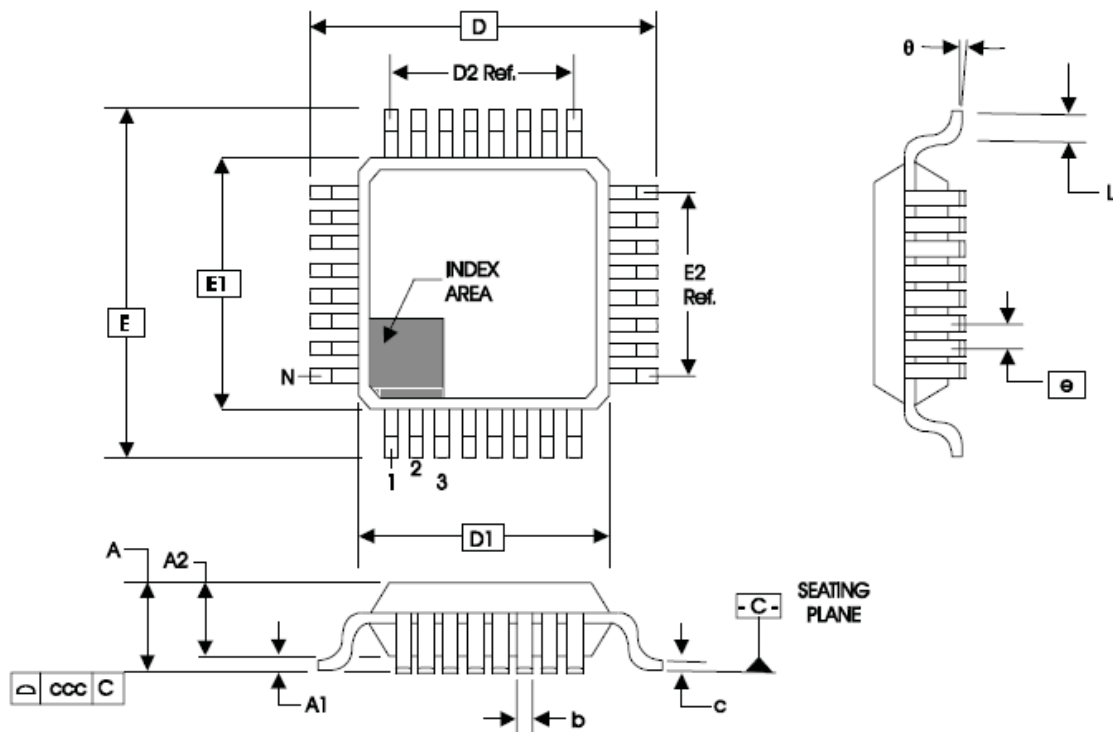 D
D2 Ref.
θ
L
E1
E
INDEX
AREA
E2
Ref.
N
e
1
2
3
D1
A
A2
-C-
SEATING
PLANE
ccc C
A1
b
c